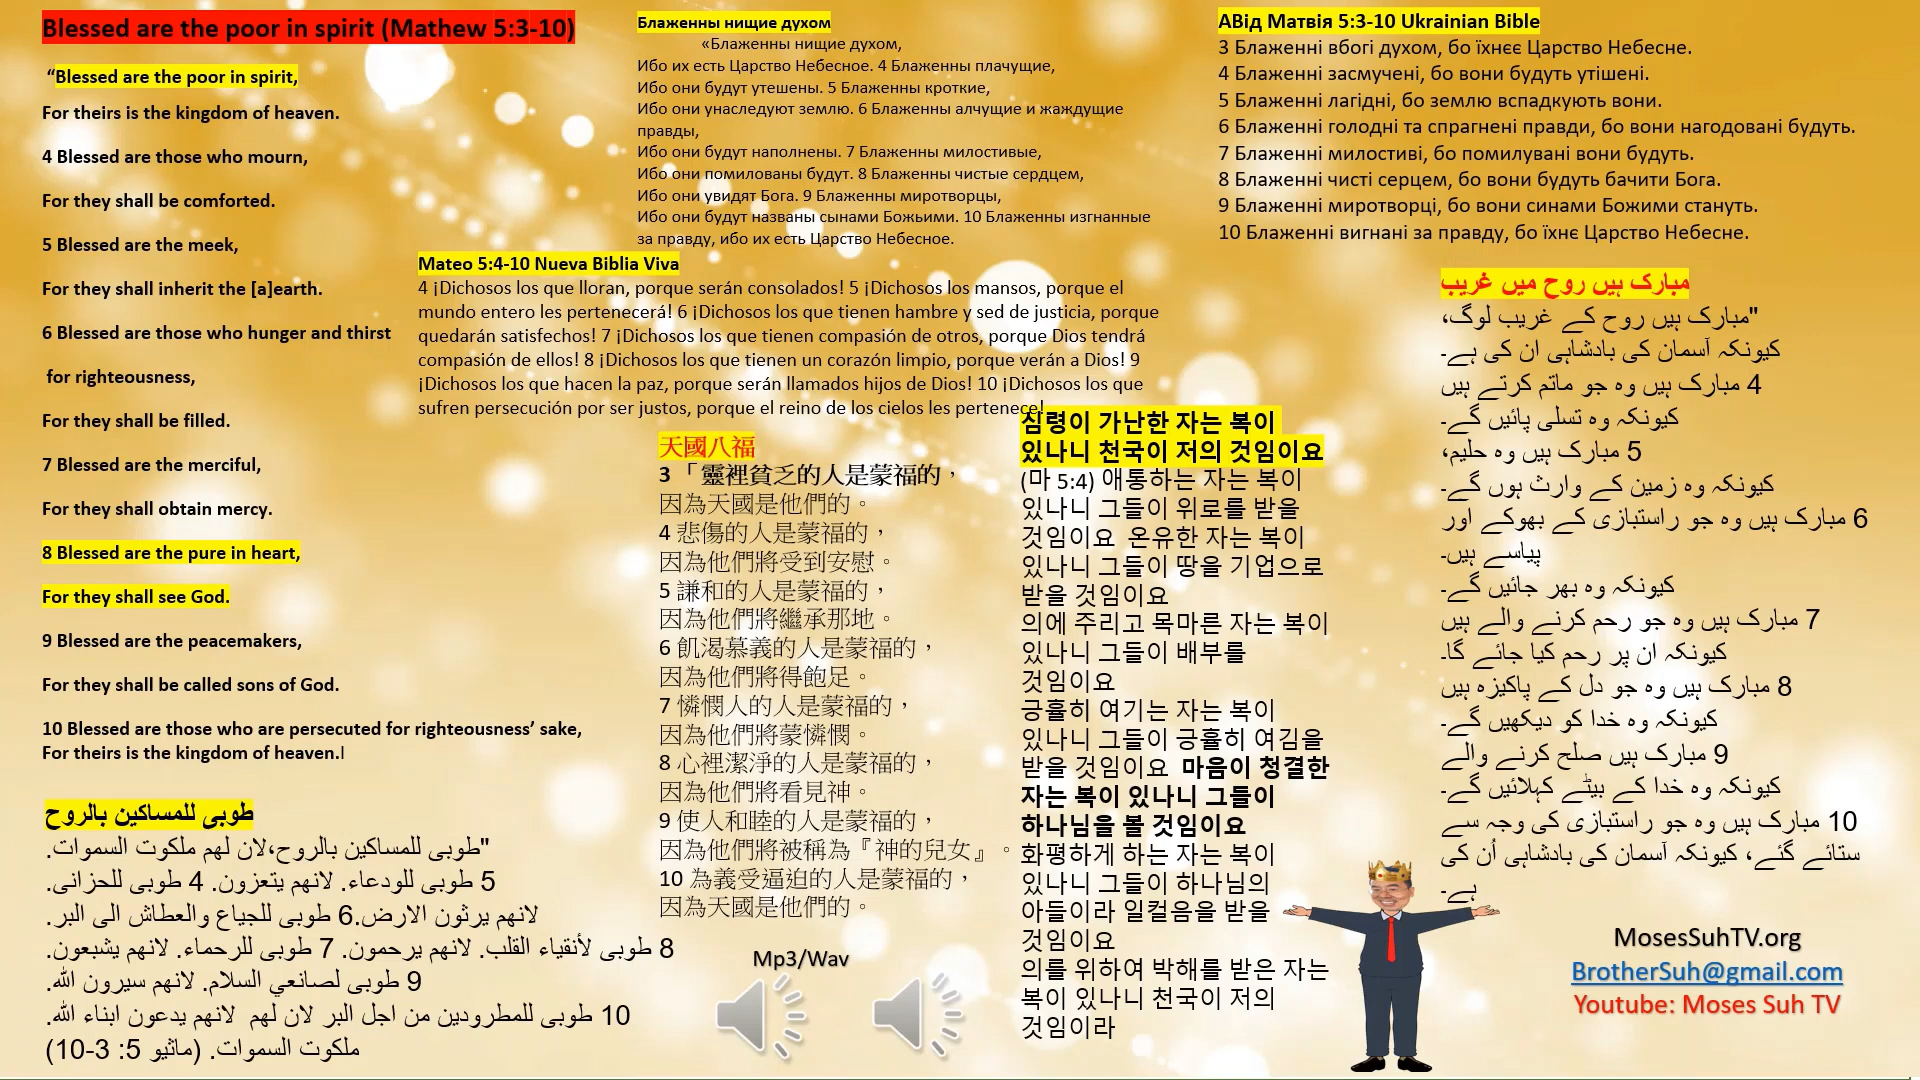 Blessed are the poor in spirit (Mathew 5:3-10)
“Blessed are the poor in spirit,
For theirs is the kingdom of heaven.
4 Blessed are those who mourn,
For they shall be comforted.
5 Blessed are the meek,
For they shall inherit the [a]earth.
6 Blessed are those who hunger and thirst
for righteousness,
For they shall be filled.
7 Blessed are the merciful,
For they shall obtain mercy.
8 Blessed are the pure in heart,
For they shall see God.
9 Blessed are the peacemakers,
For they shall be called sons of God.
10 Blessed are those who are persecuted for righteousness’ sake,
For theirs is the kingdom of heaven.l
طوبى للمساكين بالروح
"طوبى للمساكين بالروح،لان لهم ملكوت السموات.
5 طوبى للودعاء. لانهم يتعزون. 4 طوبى للحزانى.
لانهم يرثون الارض.6 طوبى للجياع والعطاش الى البر.
8 طوبى لأنقياء القلب. لانهم يرحمون. 7 طوبى للرحماء. لانهم يشبعون.
9 طوبى لصانعي السلام. لانهم سيرون الله.
10 طوبى للمطرودين من اجل البر لان لهم  لانهم يدعون ابناء الله.
ملكوت السموات. (ماثيو 5: 3-10)
Блаженны нищие духом
«Блаженны нищие духом,
Ибо их есть Царство Небесное. 4 Блаженны плачущие,
Ибо они будут утешены. 5 Блаженны кроткие,
Ибо они унаследуют землю. 6 Блаженны алчущие и жаждущие
правды,
Ибо они будут наполнены. 7 Блаженны милостивые,
Ибо они помилованы будут. 8 Блаженны чистые сердцем,
Ибо они увидят Бога. 9 Блаженны миротворцы,
Ибо они будут названы сынами Божьими. 10 Блаженны изгнанные
за правду, ибо их есть Царство Небесное.
Mateo 5:4-10 Nueva Biblia Viva
4 ¡Dichosos los que lloran, porque serán consolados! 5 ¡Dichosos los mansos, porque el
mundo entero les pertenecerá! 6 ¡Dichosos los que tienen hambre y sed de justicia, porque
quedarán satisfechos! 7 ¡Dichosos los que tienen compasión de otros, porque Dios tendrá
compasión de ellos! 8 ¡Dichosos los que tienen un corazón limpio, porque verán a Dios! 9
¡Dichosos los que hacen la paz, porque serán llamados hijos de Dios! 10 ¡Dichosos los que
sufren persecución por ser justos, porque el reino de los cielos les pertenece!
天國八福
3 「靈裡貧乏的人是蒙福的，
因為天國是他們的。
4 悲傷的人是蒙福的，
因為他們將受到安慰。
5 謙和的人是蒙福的，
因為他們將繼承那地。
6 飢渴慕義的人是蒙福的，
因為他們將得飽足。
7 憐憫人的人是蒙福的，
因為他們將蒙憐憫。
8 心裡潔淨的人是蒙福的，
因為他們將看見神。
9 使人和睦的人是蒙福的，
因為他們將被稱為『神的兒女』。
10 為義受逼迫的人是蒙福的，
因為天國是他們的。
Mp3/Wav
심령이 가난한 자는 복이
있나니 천국이 저의 것임이요
(마 5:4) 애통하는 자는 복이
있나니 그들이 위로를 받을
것임이요  온유한 자는 복이
있나니 그들이 땅을 기업으로
받을 것임이요
의에 주리고 목마른 자는 복이
있나니 그들이 배부를
것임이요
긍휼히 여기는 자는 복이
있나니 그들이 긍휼히 여김을
받을 것임이요  마음이 청결한
자는 복이 있나니 그들이
하나님을 볼 것임이요
화평하게 하는 자는 복이
있나니 그들이 하나님의
아들이라 일컬음을 받을
것임이요
의를 위하여 박해를 받은 자는
복이 있나니 천국이 저의
것임이라
АВід Матвія 5:3-10 Ukrainian Bible
3 Блаженні вбогі духом, бо їхнєє Царство Небесне.
4 Блаженні засмучені, бо вони будуть утішені.
5 Блаженні лагідні, бо землю вспадкують вони.
6 Блаженні голодні та спрагнені правди, бо вони нагодовані будуть.
7 Блаженні милостиві, бо помилувані вони будуть.
8 Блаженні чисті серцем, бо вони будуть бачити Бога.
9 Блаженні миротворці, бо вони синами Божими стануть.
10 Блаженні вигнані за правду, бо їхнє Царство Небесне.
مبارک ہیں روح میں غریب
"مبارک ہیں روح کے غریب لوگ،
کیونکہ آسمان کی بادشاہی ان کی ہے۔
4 مبارک ہیں وہ جو ماتم کرتے ہیں
کیونکہ وہ تسلی پائیں گے۔
5 مبارک ہیں وہ حلیم،
کیونکہ وہ زمین کے وارث ہوں گے۔
6 مبارک ہیں وہ جو راستبازی کے بھوکے اور
پیاسے ہیں۔
کیونکہ وہ بھر جائیں گے۔
7 مبارک ہیں وہ جو رحم کرنے والے ہیں
کیونکہ ان پر رحم کیا جائے گا۔
8 مبارک ہیں وہ جو دل کے پاکیزہ ہیں
کیونکہ وہ خدا کو دیکھیں گے۔
9 مبارک ہیں صلح کرنے والے
کیونکہ وہ خدا کے بیٹے کہلائیں گے۔
10 مبارک ہیں وہ جو راستبازی کی وجہ سے
ستائے گئے، کیونکہ آسمان کی بادشاہی اُن کی
ہے۔
MosesSuhTV.org
BrotherSuh@gmail.com
Youtube: Moses Suh TV